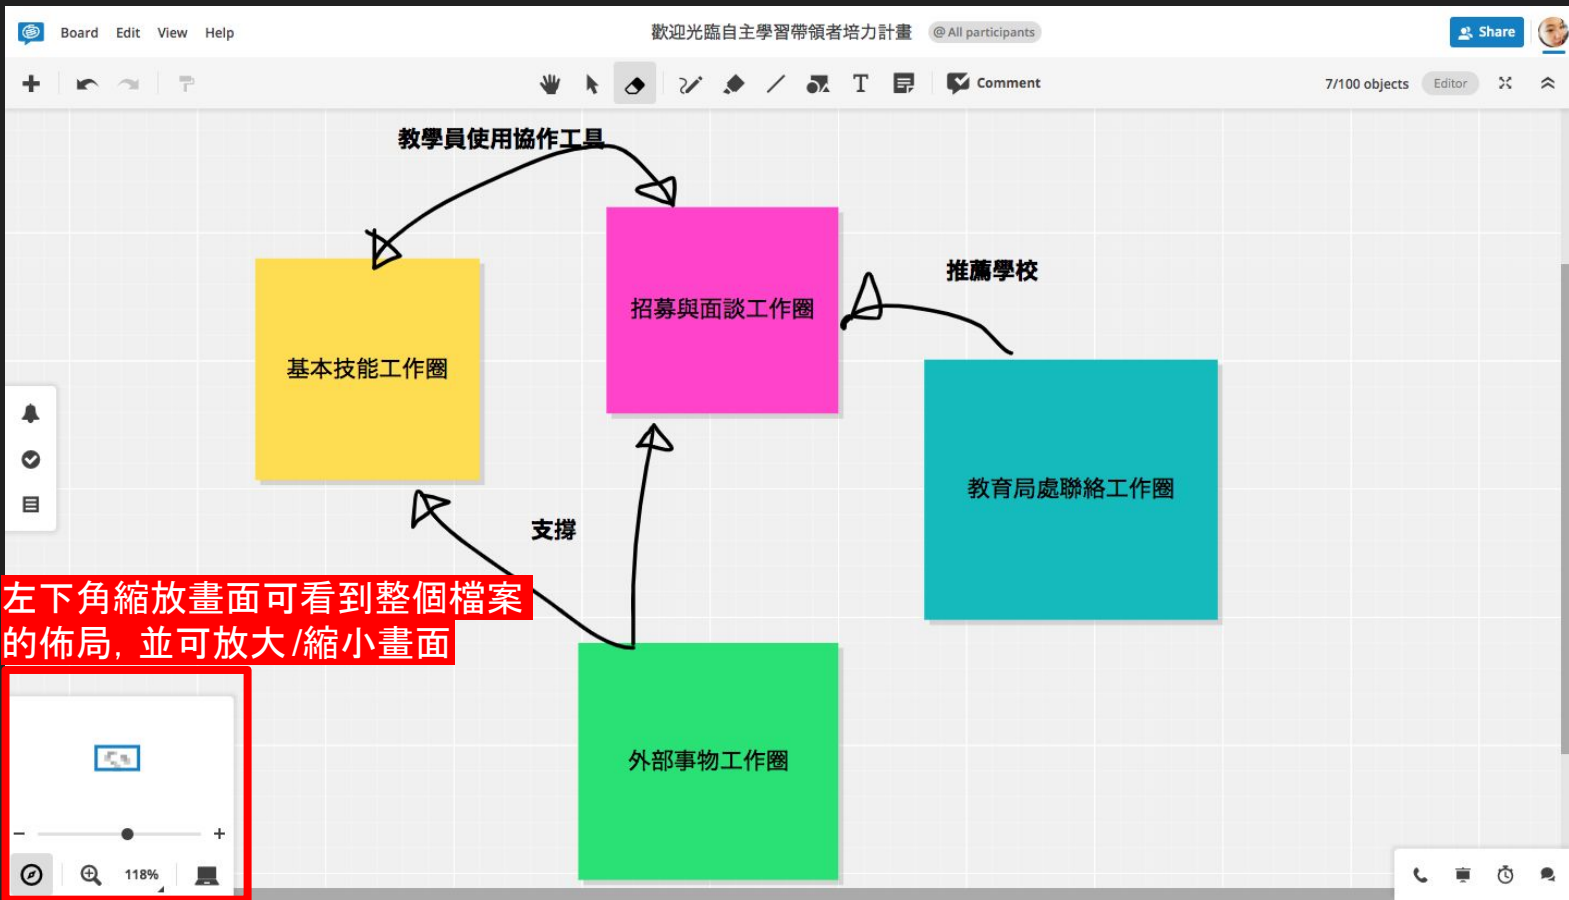 Board Edit View Help
歡迎光臨自主學習帶領者培力計畫
@ All participants
Share
T
Comment
7/100 objects
Editor
教學員使用協作工具
推薦學校
招募與面談工作圈
基本技能工作圈
教育局處聯絡工作圈
支撐
左下角縮放畫面可看到整個檔案
的佈局, 並可放大/縮小畫面
外部事物工作圈
118%